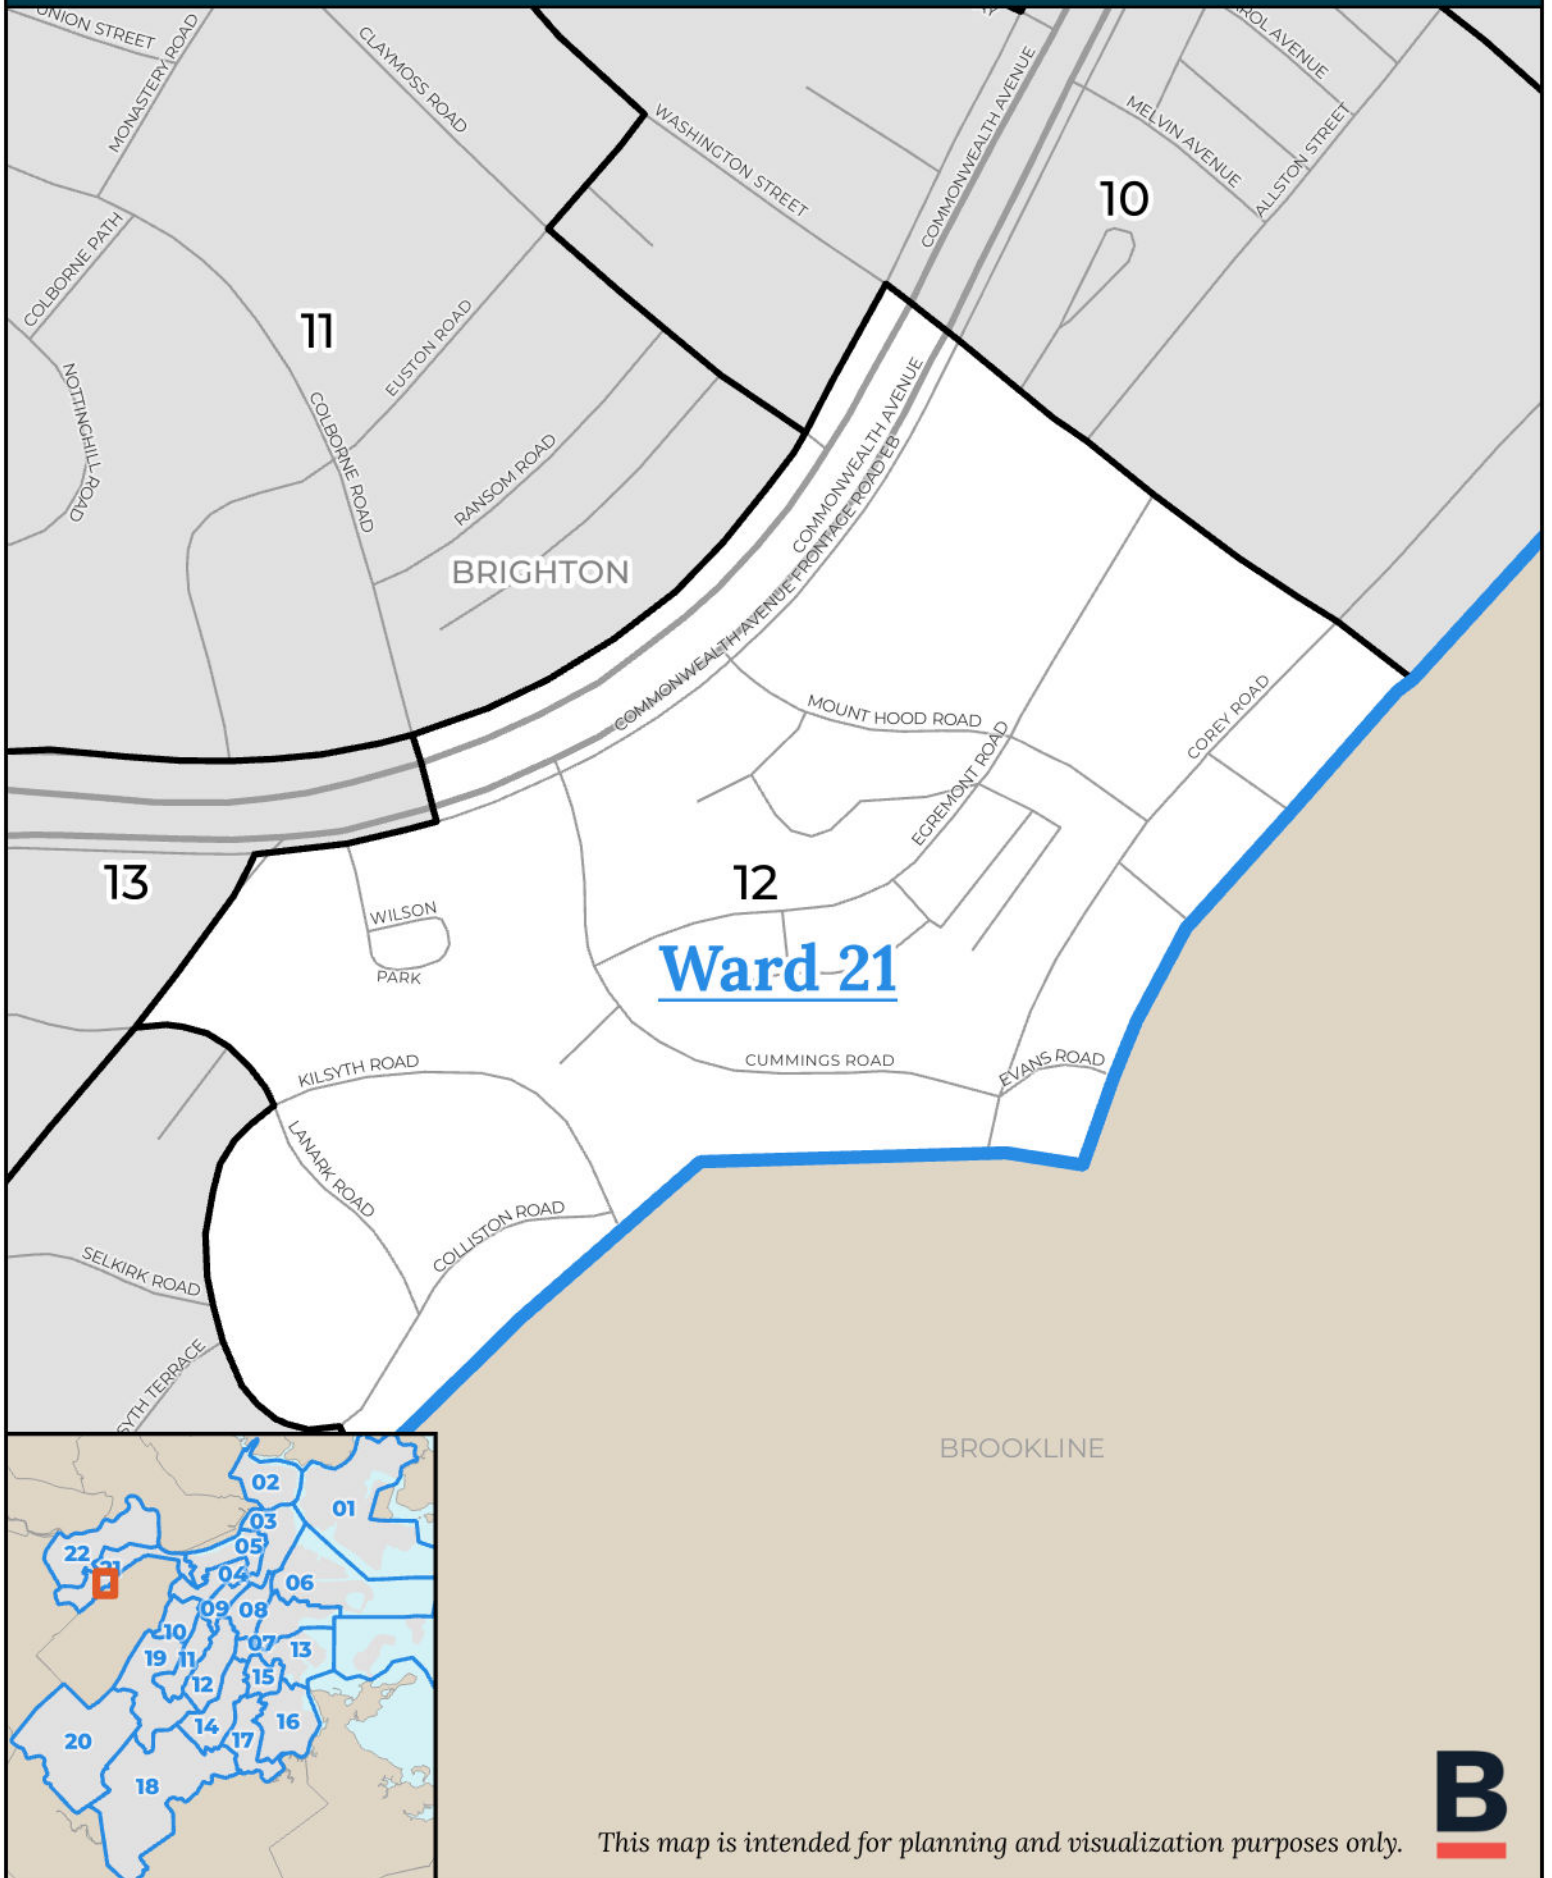 UNION STREET
MONASTERY ROAD
CLAYMOSS ROAD
WASHINGTON STREET
COMMONWEALTH AVENUE
MELVIN AVENUE
ALLSTON STREET
10
COLBORNE PATH
11
EUSTON ROAD
NOTTINGHILL ROAD
COLBORNE ROAD
RANSOM ROAD
BRIGHTON
COMMONWEALTH AVENUE
COMMONWEALTH AVENUE FRONTAGE ROAD EB
MOUNT HOOD ROAD
COREY ROAD
EGREMONT ROAD
13
12
WILSON
PARK
Ward 21
KILSYTH ROAD
CUMMINGS ROAD
EVANS ROAD
LANARK ROAD
COLLISTON ROAD
SELKIRK ROAD
TERRACE
BROOKLINE
02
01
03
05
22
21
04
06
09
08
10
07
13
19
11
12
15
14
16
17
20
18
This map is intended for planning and visualization purposes only.
B